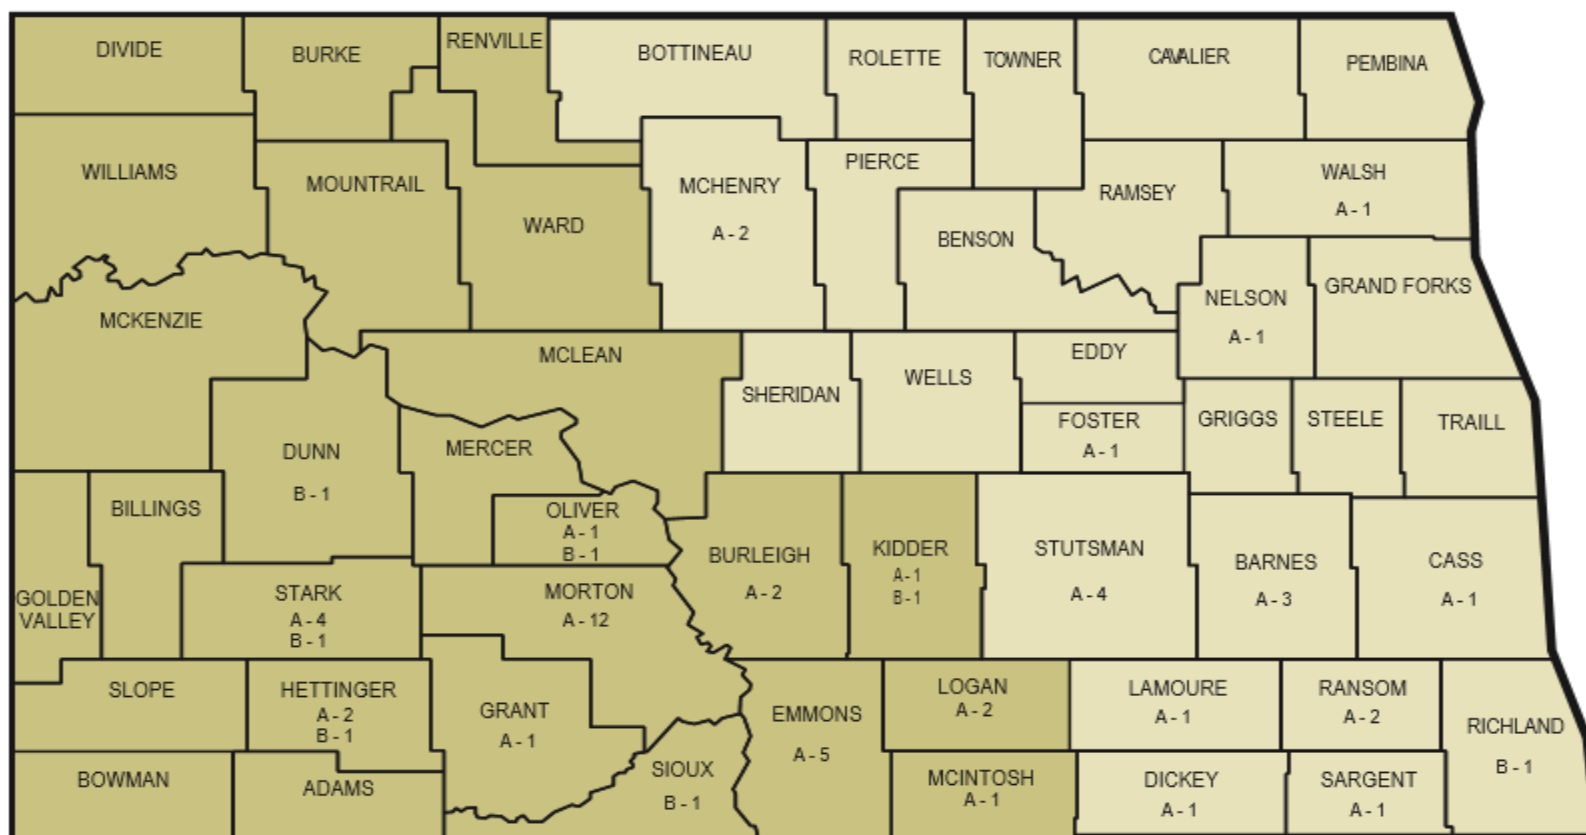 DIVIDE
BURKE
RENVILLE
BOTTINEAU
ROLETTE
TOWNER
CAVALIER
PEMBINA
WILLIAMS
MOUNTRAIL
WARD
MCHENRY
A - 2
PIERCE
BENSON
RAMSEY
WALSH
A - 1
MCKENZIE
NELSON
A - 1
GRAND FORKS
MCLEAN
SHERIDAN
WELLS
EDDY
FOSTER
A - 1
GRIGGS
STEELE
TRAILL
DUNN
B - 1
MERCER
BILLINGS
OLIVER
A - 1
B - 1
GOLDEN
VALLEY
STARK
A - 4
B - 1
MORTON
A - 12
BURLEIGH
A - 2
KIDDER
A - 1
B - 1
STUTSMAN
A - 4
BARNES
A - 3
CASS
A - 1
SLOPE
HETTINGER
A - 2
B - 1
GRANT
A - 1
EMMONS
A - 5
LOGAN
A - 2
LAMOURE
A - 1
RANSOM
A - 2
RICHLAND
B - 1
BOWMAN
ADAMS
SIOUX
B - 1
MCINTOSH
A - 1
DICKEY
A - 1
SARGENT
A - 1